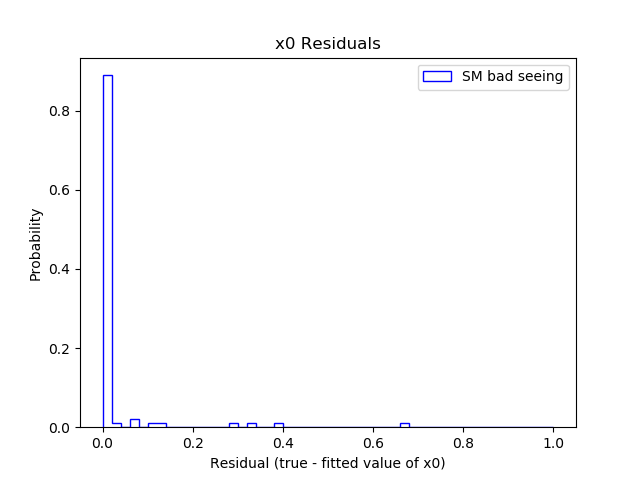 x0 Residuals
SM bad seeing
Probability
0.8
0.6
0.4
0.2
0.0
0.0 0.2 0.4 0.6 0.8 1.0
Residual (true - fitted value of x0)